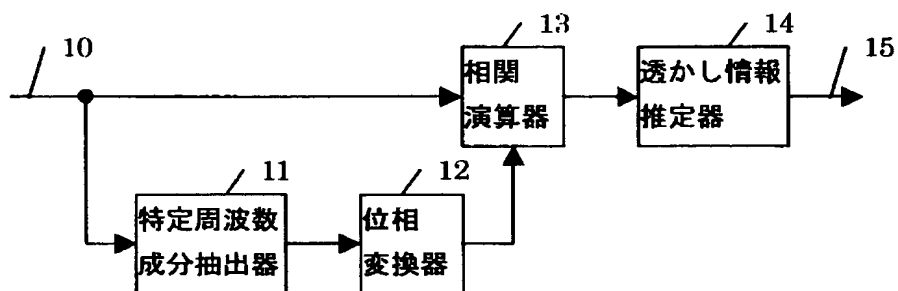 10
13
相関
演算器
14
透かし情報
推定器
15
11
特定周波数
成分抽出器
12
位相
変換器